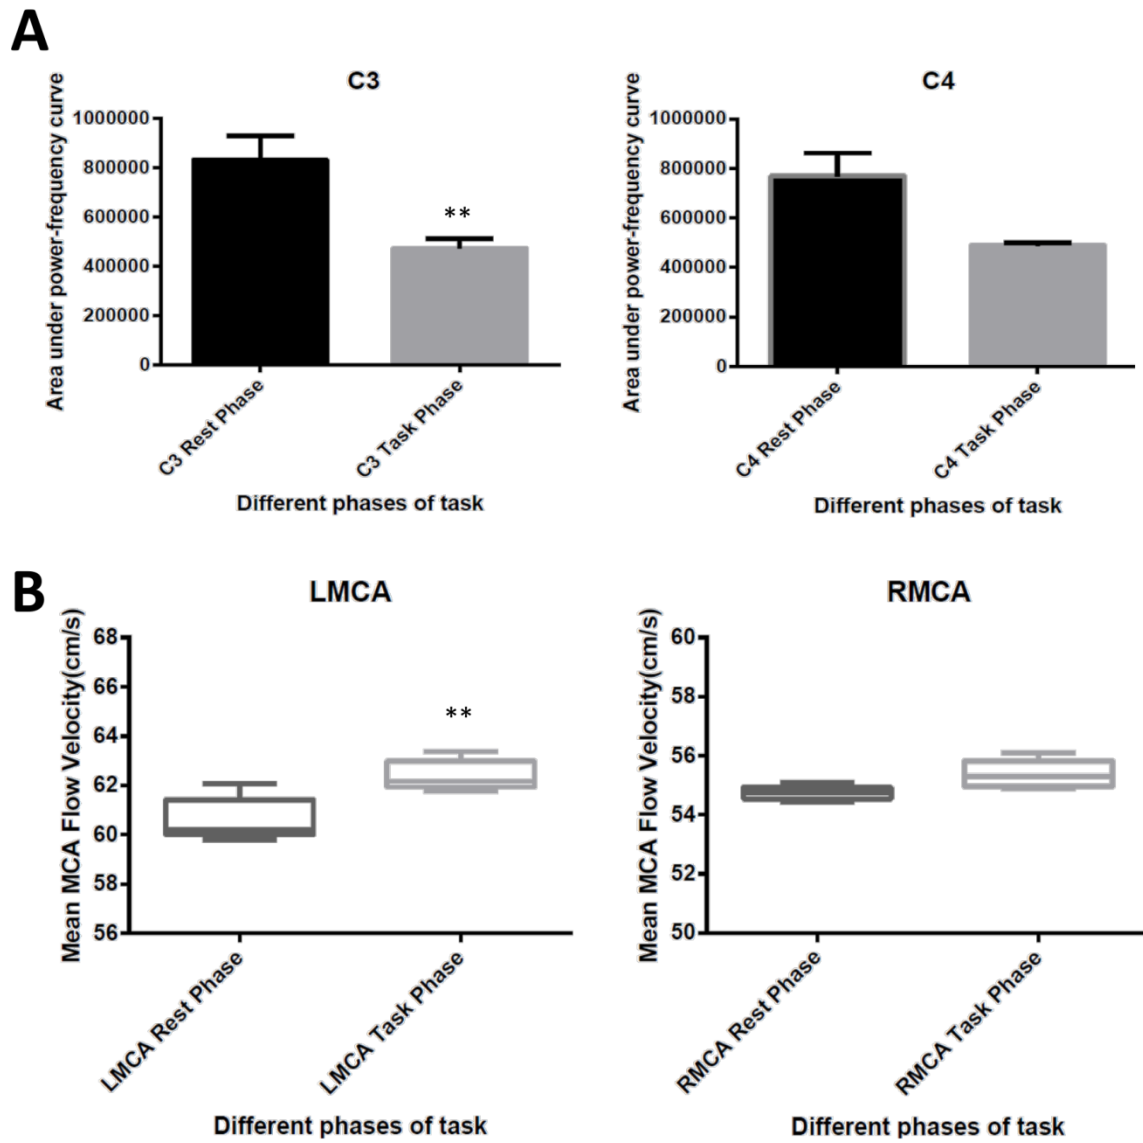 A
C3
Area under power-frequency curve
1000000
800000
600000
400000
200000
0
**
C3 Rest Phase
C3 Task Phase
Different phases of task
C4
Area under power-frequency curve
1000000
800000
600000
400000
200000
0
C4 Rest Phase
C4 Task Phase
Different phases of task
B
LMCA
Mean MCA Flow Velocity(cm/s)
68
66
64
62
60
58
56
**
LMCA Rest Phase
LMCA Task Phase
Different phases of task
RMCA
Mean MCA Flow Velocity(cm/s)
60
58
56
54
52
50
RMCA Rest Phase
RMCA Task Phase
Different phases of task